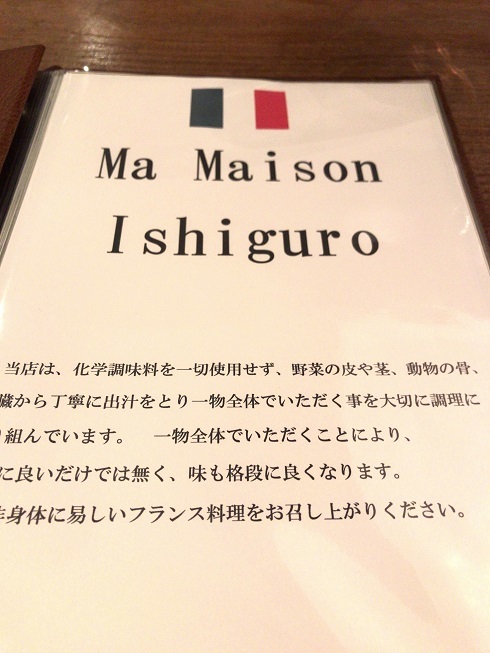 Ma Maison
Ishiguro
当店は、化学調味料を一切使用せず、野菜の皮や茎、動物の骨、
臓から丁寧に出汁をとり一物全体でいただく事を大切に調理に
り組んでいます。　一物全体でいただくことにより、
に良いだけでは無く、味も格段に良くなります。
身体に易しいフランス料理をお召し上がりください。